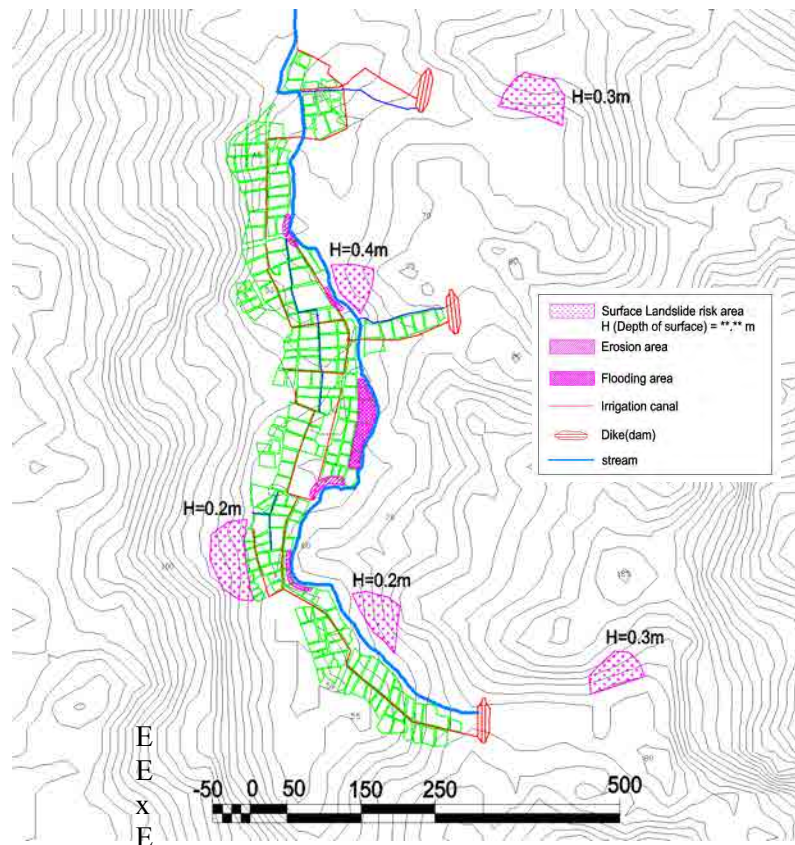 H=0.3m
H=0.4m
Surface Landslide risk area
H (Depth of surface) = **.** m
Erosion area
Flooding area
Irrigation canal
Dike(dam)
stream
H=0.2m
100
H=0.2m
H=0.3m
E
E
x
E
-50 0 50 150 250 500